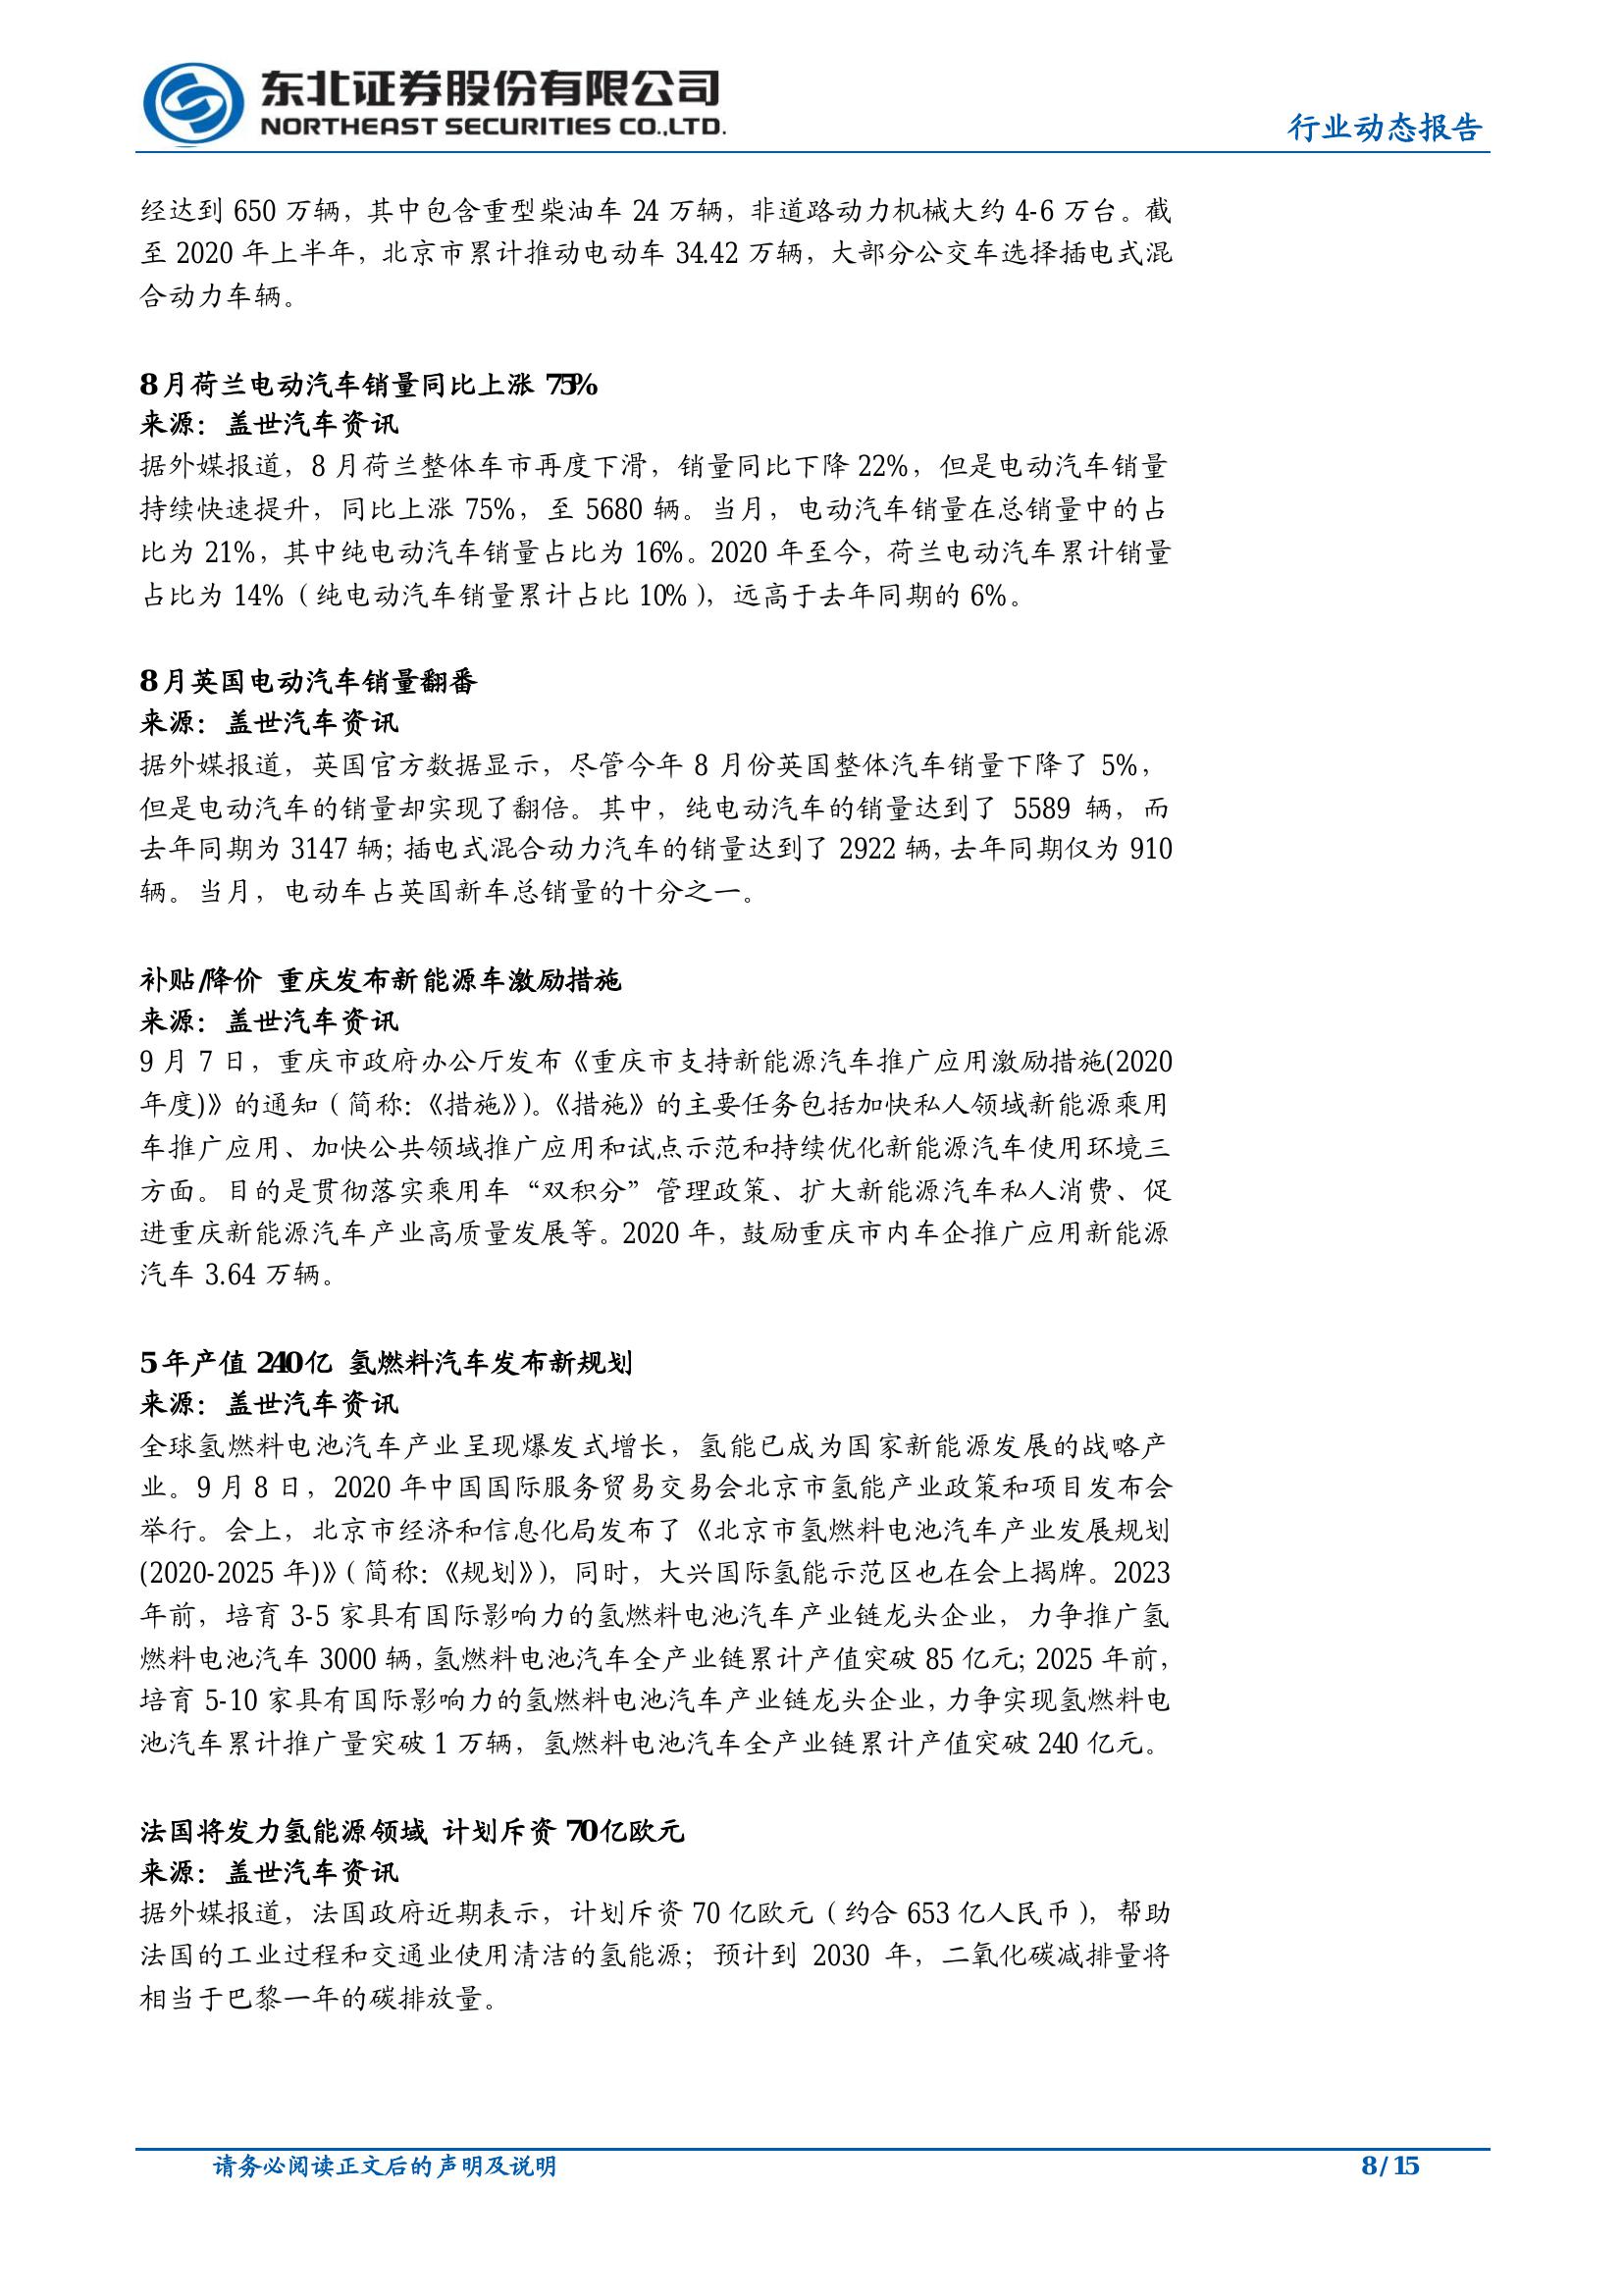 东北证券股份有限公司
NORTHEAST SECURITIES CO.,LTD.
行业动态报告
经达到 650 万辆，其中包含重型柴油车 24 万辆，非道路动力机械大约 4-6 万台。截
至 2020 年上半年，北京市累计推动电动车 34.42 万辆，大部分公交车选择插电式混
合动力车辆。
8 月荷兰电动汽车销量同比上涨 75%
来源：盖世汽车资讯
据外媒报道，8 月荷兰整体车市再度下滑，销量同比下降 22%，但是电动汽车销量
持续快速提升，同比上涨 75%，至 5680 辆。当月，电动汽车销量在总销量中的占
比为 21%，其中纯电动汽车销量占比为 16%。2020 年至今，荷兰电动汽车累计销量
占比为 14%（纯电动汽车销量累计占比 10%），远高于去年同期的 6%。
8 月英国电动汽车销量翻番
来源：盖世汽车资讯
据外媒报道，英国官方数据显示，尽管今年 8 月份英国整体汽车销量下降了 5%，
但是电动汽车的销量却实现了翻倍。其中，纯电动汽车的销量达到了 5589 辆，而
去年同期为 3147 辆；插电式混合动力汽车的销量达到了 2922 辆，去年同期仅为 910
辆。当月，电动车占英国新车总销量的十分之一。
补贴/降价 重庆发布新能源车激励措施
来源：盖世汽车资讯
9 月 7 日，重庆市政府办公厅发布《重庆市支持新能源汽车推广应用激励措施(2020
年度)》的通知（简称：《措施》）。《措施》的主要任务包括加快私人领域新能源乘用
车推广应用、加快公共领域推广应用和试点示范和持续优化新能源汽车使用环境三
方面。目的是贯彻落实乘用车“双积分”管理政策、扩大新能源汽车私人消费、促
进重庆新能源汽车产业高质量发展等。2020 年，鼓励重庆市内车企推广应用新能源
汽车 3.64 万辆。
5 年产值 240 亿 氢燃料汽车发布新规划
来源：盖世汽车资讯
全球氢燃料电池汽车产业呈现爆发式增长，氢能已成为国家新能源发展的战略产
业。9 月 8 日，2020 年中国国际服务贸易交易会北京市氢能产业政策和项目发布会
举行。会上，北京市经济和信息化局发布了《北京市氢燃料电池汽车产业发展规划
(2020-2025 年)》（简称：《规划》），同时，大兴国际氢能示范区也在会上揭牌。2023
年前，培育 3-5 家具有国际影响力的氢燃料电池汽车产业链龙头企业，力争推广氢
燃料电池汽车 3000 辆，氢燃料电池汽车全产业链累计产值突破 85 亿元；2025 年前，
培育 5-10 家具有国际影响力的氢燃料电池汽车产业链龙头企业，力争实现氢燃料电
池汽车累计推广量突破 1 万辆，氢燃料电池汽车全产业链累计产值突破 240 亿元。
法国将发力氢能源领域 计划斥资 70 亿欧元
来源：盖世汽车资讯
据外媒报道，法国政府近期表示，计划斥资 70 亿欧元（约合 653 亿人民币），帮助
法国的工业过程和交通业使用清洁的氢能源；预计到 2030 年，二氧化碳减排量将
相当于巴黎一年的碳排放量。
请务必阅读正文后的声明及说明
8 / 15